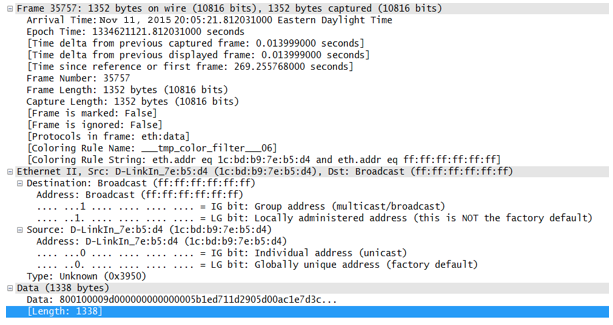 Frame 35757: 1352 bytes on wire (10816 bits), 1352 bytes captured (10816 bits)
Arrival Time: Nov 11, 2015 20:05:21.812031000 Eastern Daylight Time
Epoch Time: 1334621121.812031000 seconds
[Time delta from previous captured frame: 0.013999000 seconds]
[Time delta from previous displayed frame: 0.013999000 seconds]
[Time since reference or first frame: 269.255768000 seconds]
Frame Number: 35757
Frame Length: 1352 bytes (10816 bits)
Capture Length: 1352 bytes (10816 bits)
[Frame is marked: False]
[Frame is ignored: False]
[Protocols in frame: eth:data]
[Coloring Rule Name: ___tmp_color_filter___06]
[Coloring Rule String: eth.addr eq 1c:bd:b9:7e:b5:d4 and eth.addr eq ff:ff:ff:ff:ff:ff]
Ethernet II, Src: D-LinkIn_7e:b5:d4 (1c:bd:b9:7e:b5:d4), Dst: Broadcast (ff:ff:ff:ff:ff:ff)
Destination: Broadcast (ff:ff:ff:ff:ff:ff)
Address: Broadcast (ff:ff:ff:ff:ff:ff)
.... ...1 .... .... .... .... = IG bit: Group address (multicast/broadcast)
.... ..1. .... .... .... .... = LG bit: Locally administered address (this is NOT the factory default)
Source: D-LinkIn_7e:b5:d4 (1c:bd:b9:7e:b5:d4)
Address: D-LinkIn_7e:b5:d4 (1c:bd:b9:7e:b5:d4)
.... ...0 .... .... .... .... = IG bit: Individual address (unicast)
.... ..0. .... .... .... .... = LG bit: Globally unique address (factory default)
Type: Unknown (0x3950)
Data (1338 bytes)
Data: 800100009d000000000000005b1ed711d2905d00ac1e7d3c...
[Length: 1338]